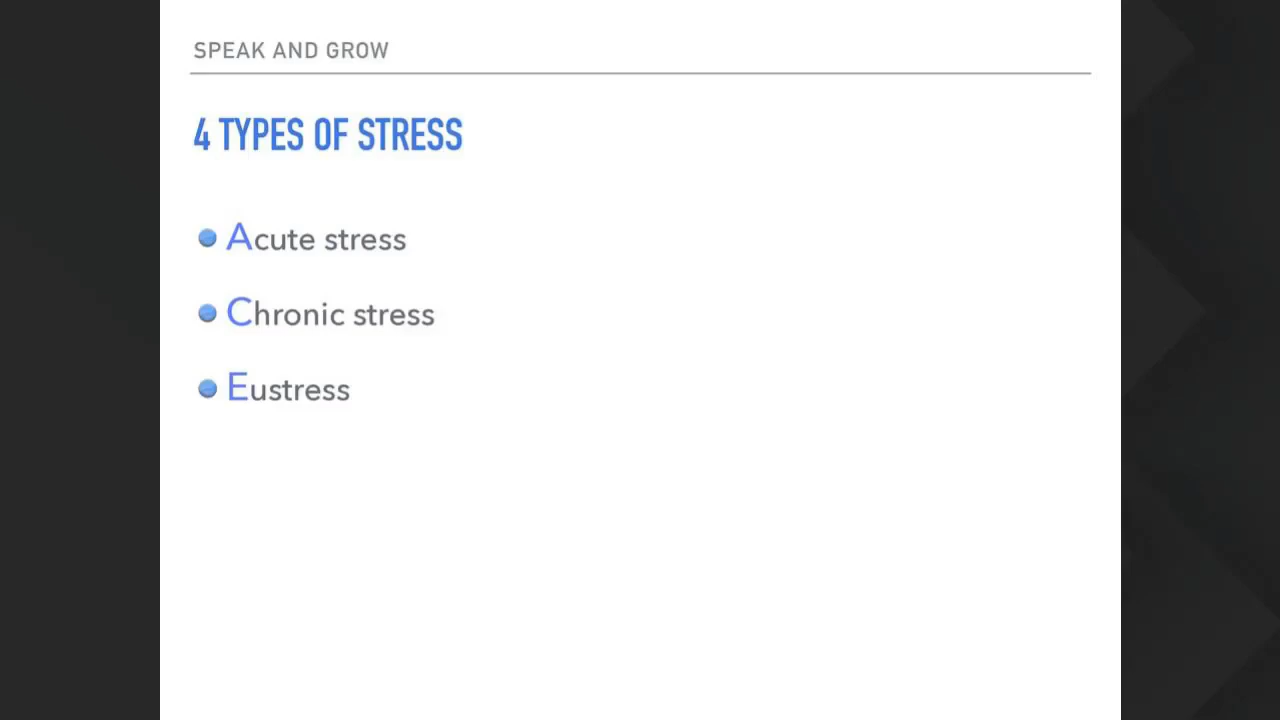 SPEAK AND GROW
4 TYPES OF STRESS
Acute stress
Chronic stress
Eustress